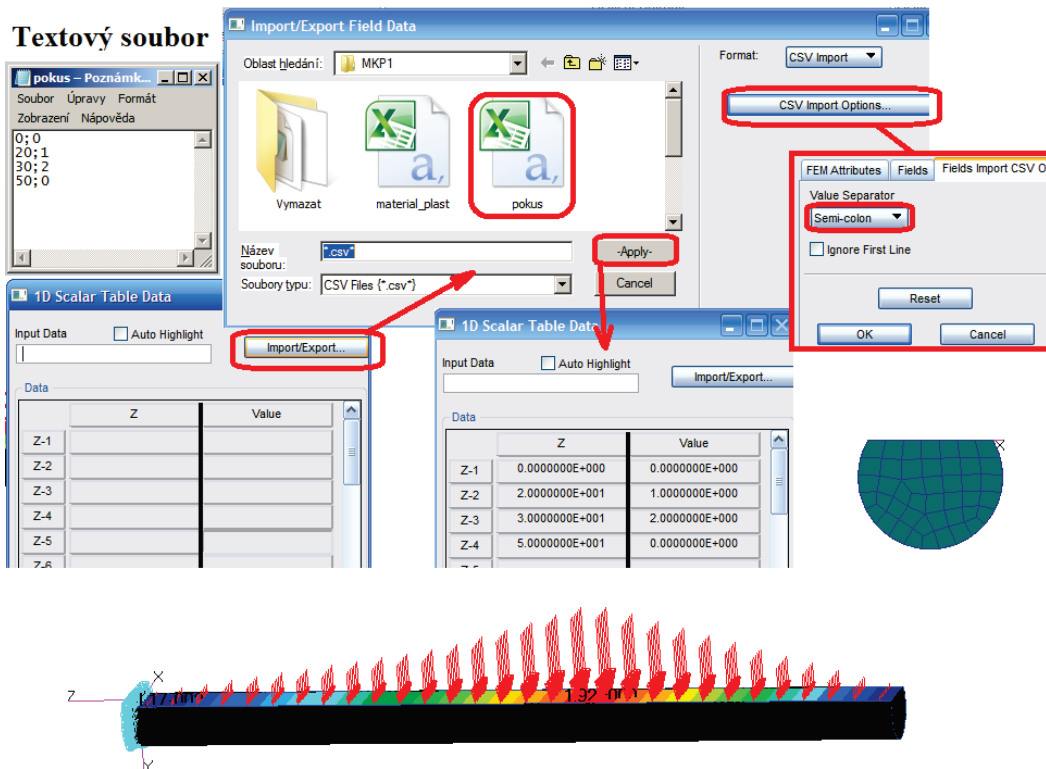 Textový soubor
pokus – Poznámk...
Soubor Úpravy Formát
Zobrazení Nápověda
0;0
20;1
30;2
50;0
Import/Export Field Data
Oblast hledání: MKP1
Vymazat material_plast pokus
Název souboru: *.csv*
Soubory typu: CSV Files {*.csv*}
-Apply-
Cancel
Format: CSV Import
CSV Import Options...
FEM Attributes Fields Fields Import CSV O
Value Separator
Semi-colon
Ignore First Line
Reset
OK Cancel
1D Scalar Table Data
Input Data Auto Highlight
Import/Export...
Data
Z Value
Z-1
Z-2
Z-3
Z-4
Z-5
Z-6
1D Scalar Table Data
Input Data Auto Highlight
Import/Export...
Data
Z Value
Z-1 0.0000000E+000 0.0000000E+000
Z-2 2.0000000E+001 1.0000000E+000
Z-3 3.0000000E+001 2.0000000E+000
Z-4 5.0000000E+001 0.0000000E+000
X
X
Z
1.92
Y